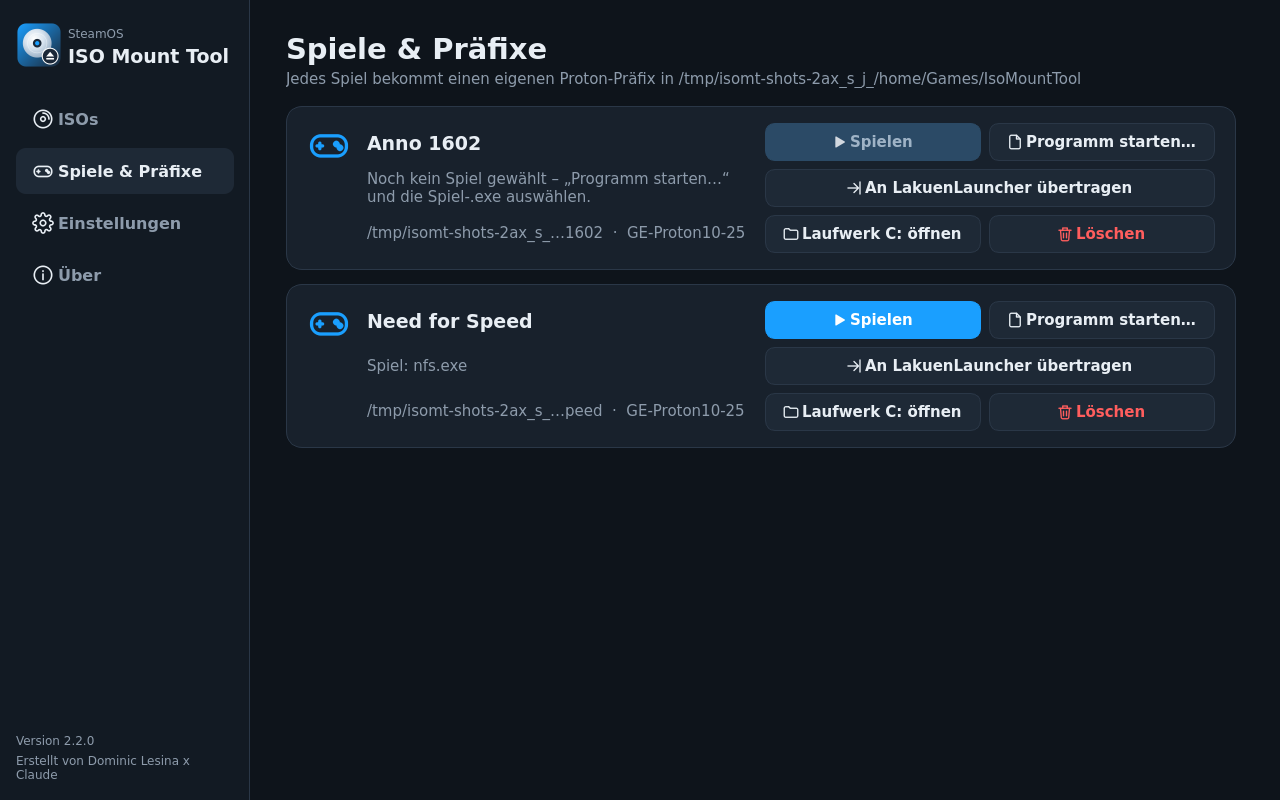 SteamOS
ISO Mount Tool
ISOs
Spiele & Präfixe
Einstellungen
Über
Version 2.2.0
Erstellt von Dominic Lesina x
Claude
Spiele & Präfixe
Jedes Spiel bekommt einen eigenen Proton-Präfix in /tmp/isomt-shots-2ax_s_j_/home/Games/IsoMountTool
Anno 1602
Noch kein Spiel gewählt – „Programm starten…“
und die Spiel-.exe auswählen.
/tmp/isomt-shots-2ax_s_…1602 · GE-Proton10-25
Spielen
Programm starten…
An LakuenLauncher übertragen
Laufwerk C: öffnen
Löschen
Need for Speed
Spiel: nfs.exe
/tmp/isomt-shots-2ax_s_…peed · GE-Proton10-25
Spielen
Programm starten…
An LakuenLauncher übertragen
Laufwerk C: öffnen
Löschen